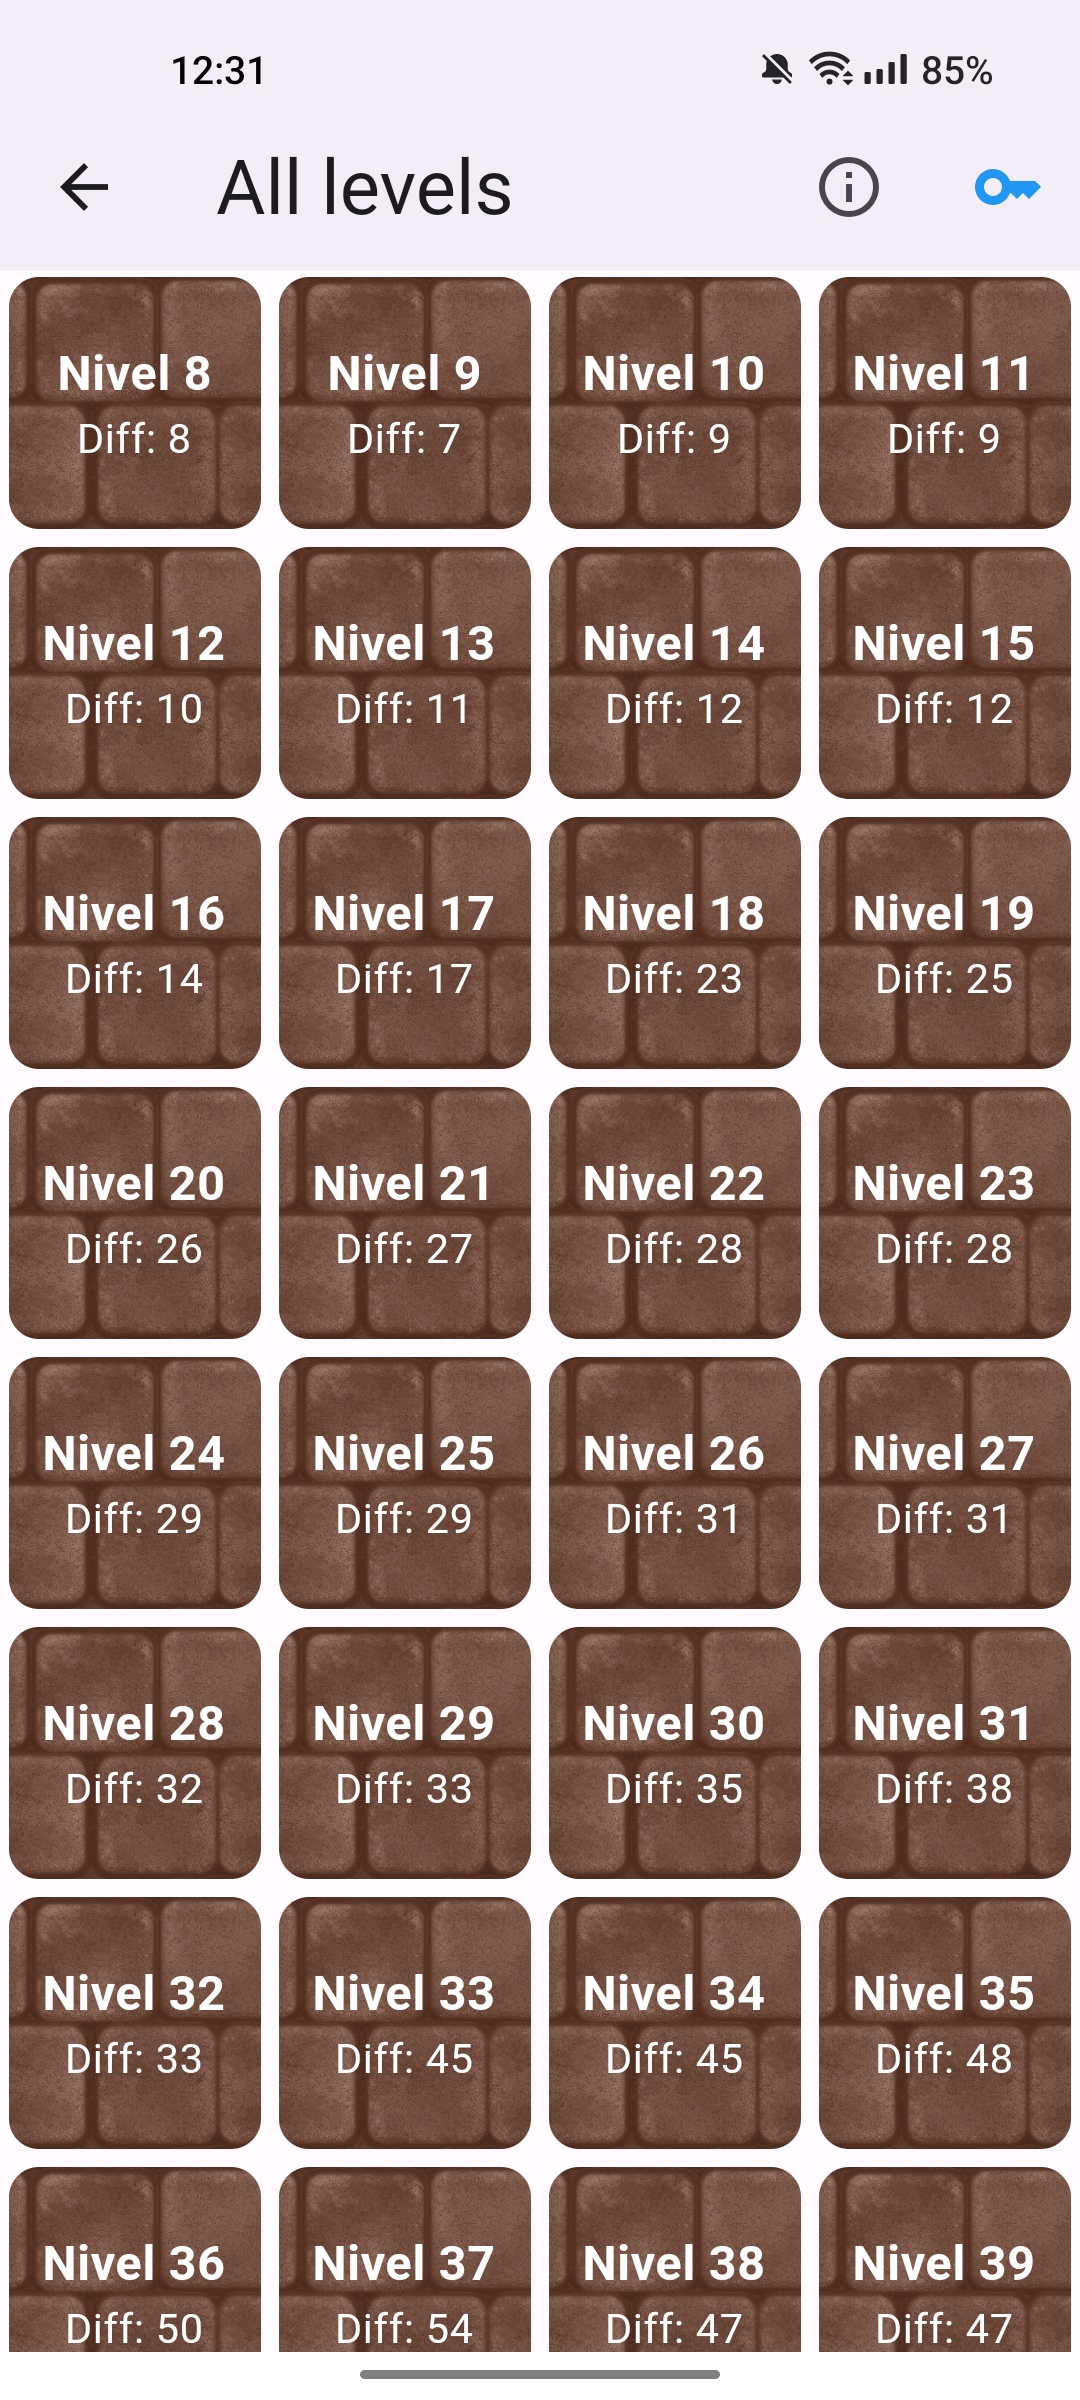 12:31 85%
All levels
Nivel 8 Nivel 9 Nivel 10 Nivel 11
Diff: 8 Diff: 7 Diff: 9 Diff: 9
Nivel 12 Nivel 13 Nivel 14 Nivel 15
Diff: 10 Diff: 11 Diff: 12 Diff: 12
Nivel 16 Nivel 17 Nivel 18 Nivel 19
Diff: 14 Diff: 17 Diff: 23 Diff: 25
Nivel 20 Nivel 21 Nivel 22 Nivel 23
Diff: 26 Diff: 27 Diff: 28 Diff: 28
Nivel 24 Nivel 25 Nivel 26 Nivel 27
Diff: 29 Diff: 29 Diff: 31 Diff: 31
Nivel 28 Nivel 29 Nivel 30 Nivel 31
Diff: 32 Diff: 33 Diff: 35 Diff: 38
Nivel 32 Nivel 33 Nivel 34 Nivel 35
Diff: 33 Diff: 45 Diff: 45 Diff: 48
Nivel 36 Nivel 37 Nivel 38 Nivel 39
Diff: 50 Diff: 54 Diff: 47 Diff: 47